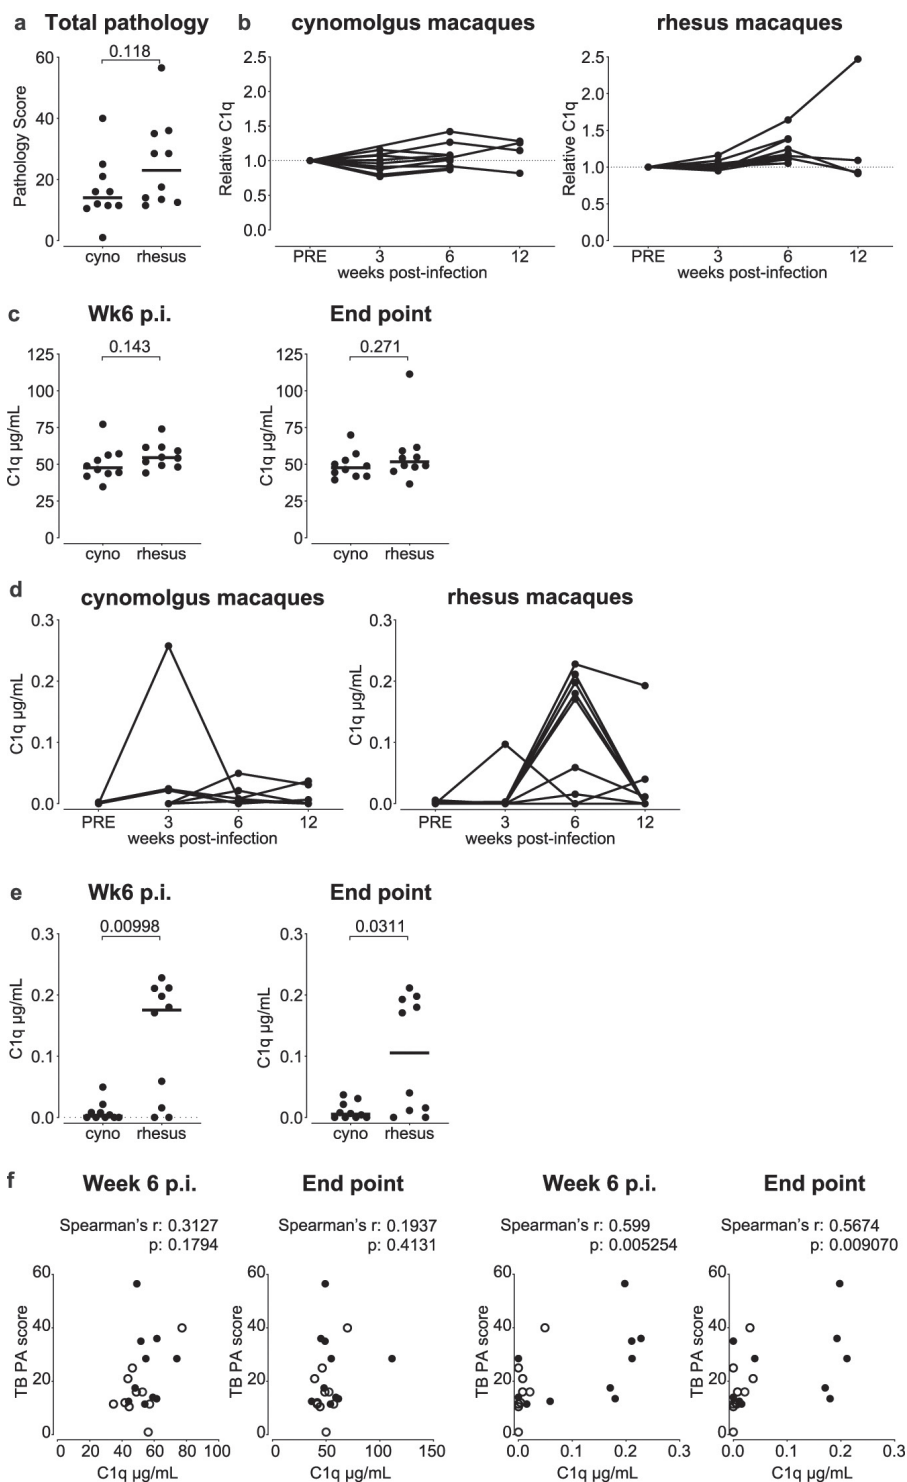 a Total pathology
0.118
60
40
20
0
Pathology Score
cyno rhesus
b cynomolgus macaques
2.5
2.0
1.5
1.0
0.5
0.0
Relative C1q
PRE 3 6 12
weeks post-infection
rhesus macaques
2.5
2.0
1.5
1.0
0.5
0.0
Relative C1q
PRE 3 6 12
weeks post-infection
c Wk6 p.i.
0.143
125
100
75
50
25
0
C1q µg/mL
cyno rhesus
End point
0.271
125
100
75
50
25
0
C1q µg/mL
cyno rhesus
d cynomolgus macaques
0.3
0.2
0.1
0.0
C1q µg/mL
PRE 3 6 12
weeks post-infection
rhesus macaques
0.3
0.2
0.1
0.0
C1q µg/mL
PRE 3 6 12
weeks post-infection
e Wk6 p.i.
0.00998
0.3
0.2
0.1
0.0
C1q µg/mL
cyno rhesus
End point
0.0311
0.3
0.2
0.1
0.0
C1q µg/mL
cyno rhesus
f Week 6 p.i.
Spearman's r: 0.3127
p: 0.1794
60
40
20
0
TB PA score
0 20 40 60 80 100
C1q µg/mL
End point
Spearman's r: 0.1937
p: 0.4131
60
40
20
0
TB PA score
0 50 100 150
C1q µg/mL
Week 6 p.i.
Spearman's r: 0.599
p: 0.005254
60
40
20
0
TB PA score
0.0 0.1 0.2 0.3
C1q µg/mL
End point
Spearman's r: 0.5674
p: 0.009070
60
40
20
0
TB PA score
0.0 0.1 0.2 0.3
C1q µg/mL